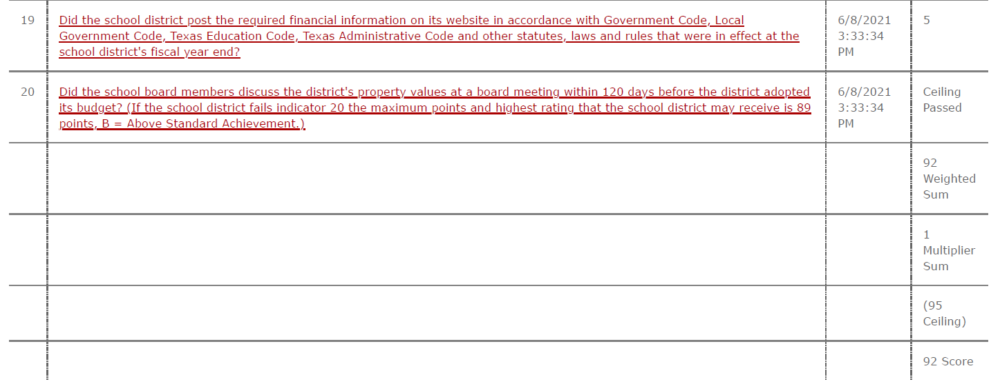 19
Did the school district post the required financial information on its website in accordance with Government Code, Local
Government Code, Texas Education Code, Texas Administrative Code and other statutes, laws and rules that were in effect at the
school district's fiscal year end?
6/8/2021
3:33:34
PM
5
20
Did the school board members discuss the district's property values at a board meeting within 120 days before the district adopted
its budget? (If the school district fails indicator 20 the maximum points and highest rating that the school district may receive is 89
points, B = Above Standard Achievement.)
6/8/2021
3:33:34
PM
Ceiling
Passed
92
Weighted
Sum
1
Multiplier
Sum
(95
Ceiling)
92 Score